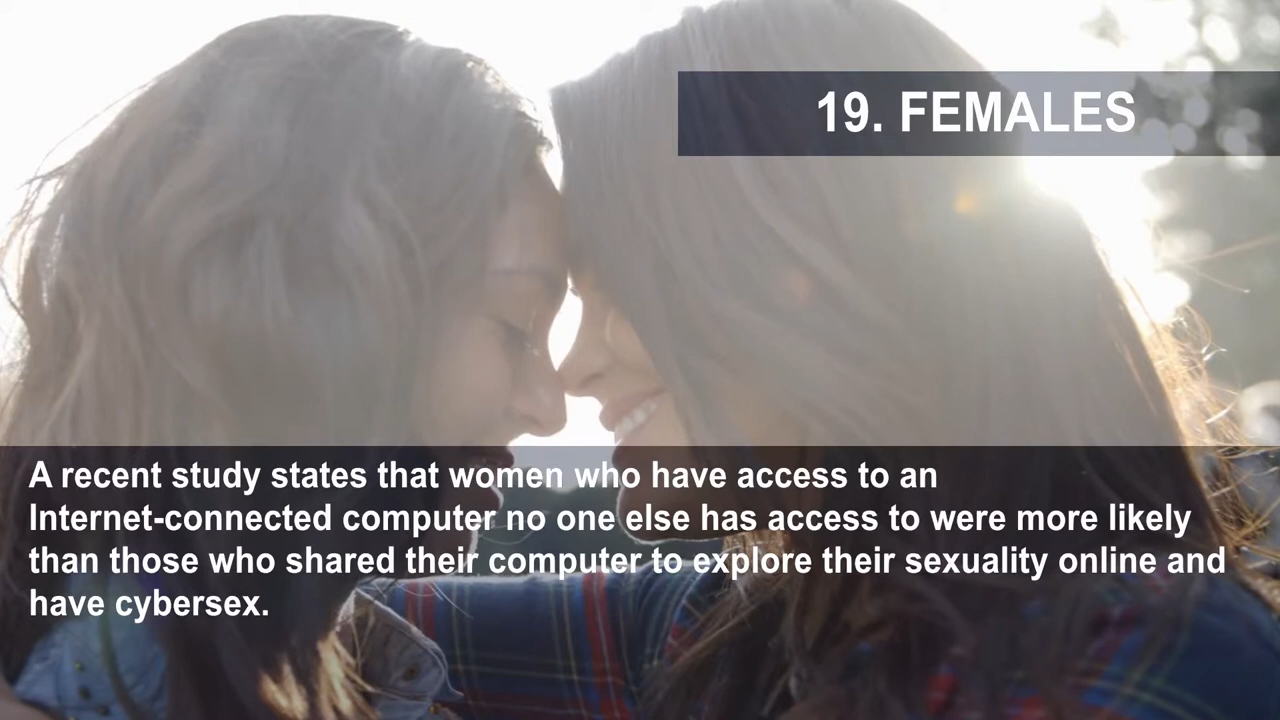 19. FEMALES
A recent study states that women who have access to an
Internet-connected computer no one else has access to were more likely
than those who shared their computer to explore their sexuality online and
have cybersex.